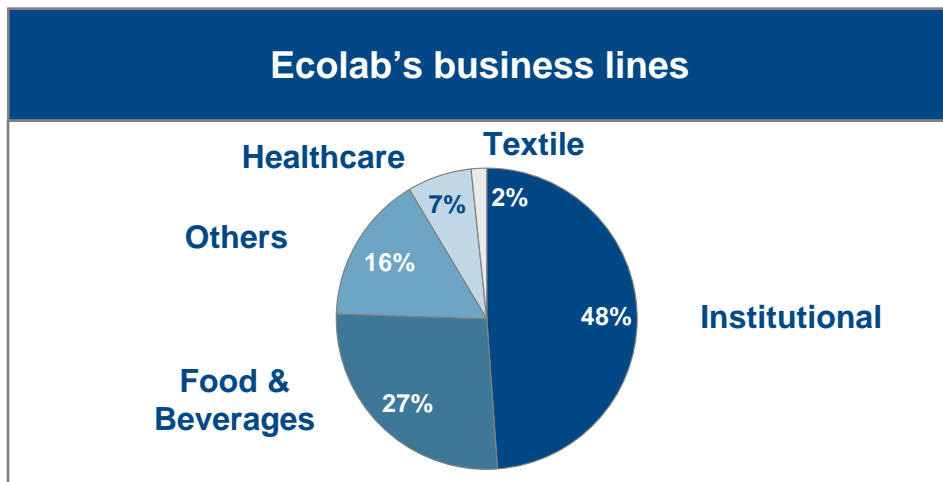 Ecolab’s business lines
Textile
Healthcare
2%
7%
Others
16%
48%
Institutional
Food &
Beverages
27%